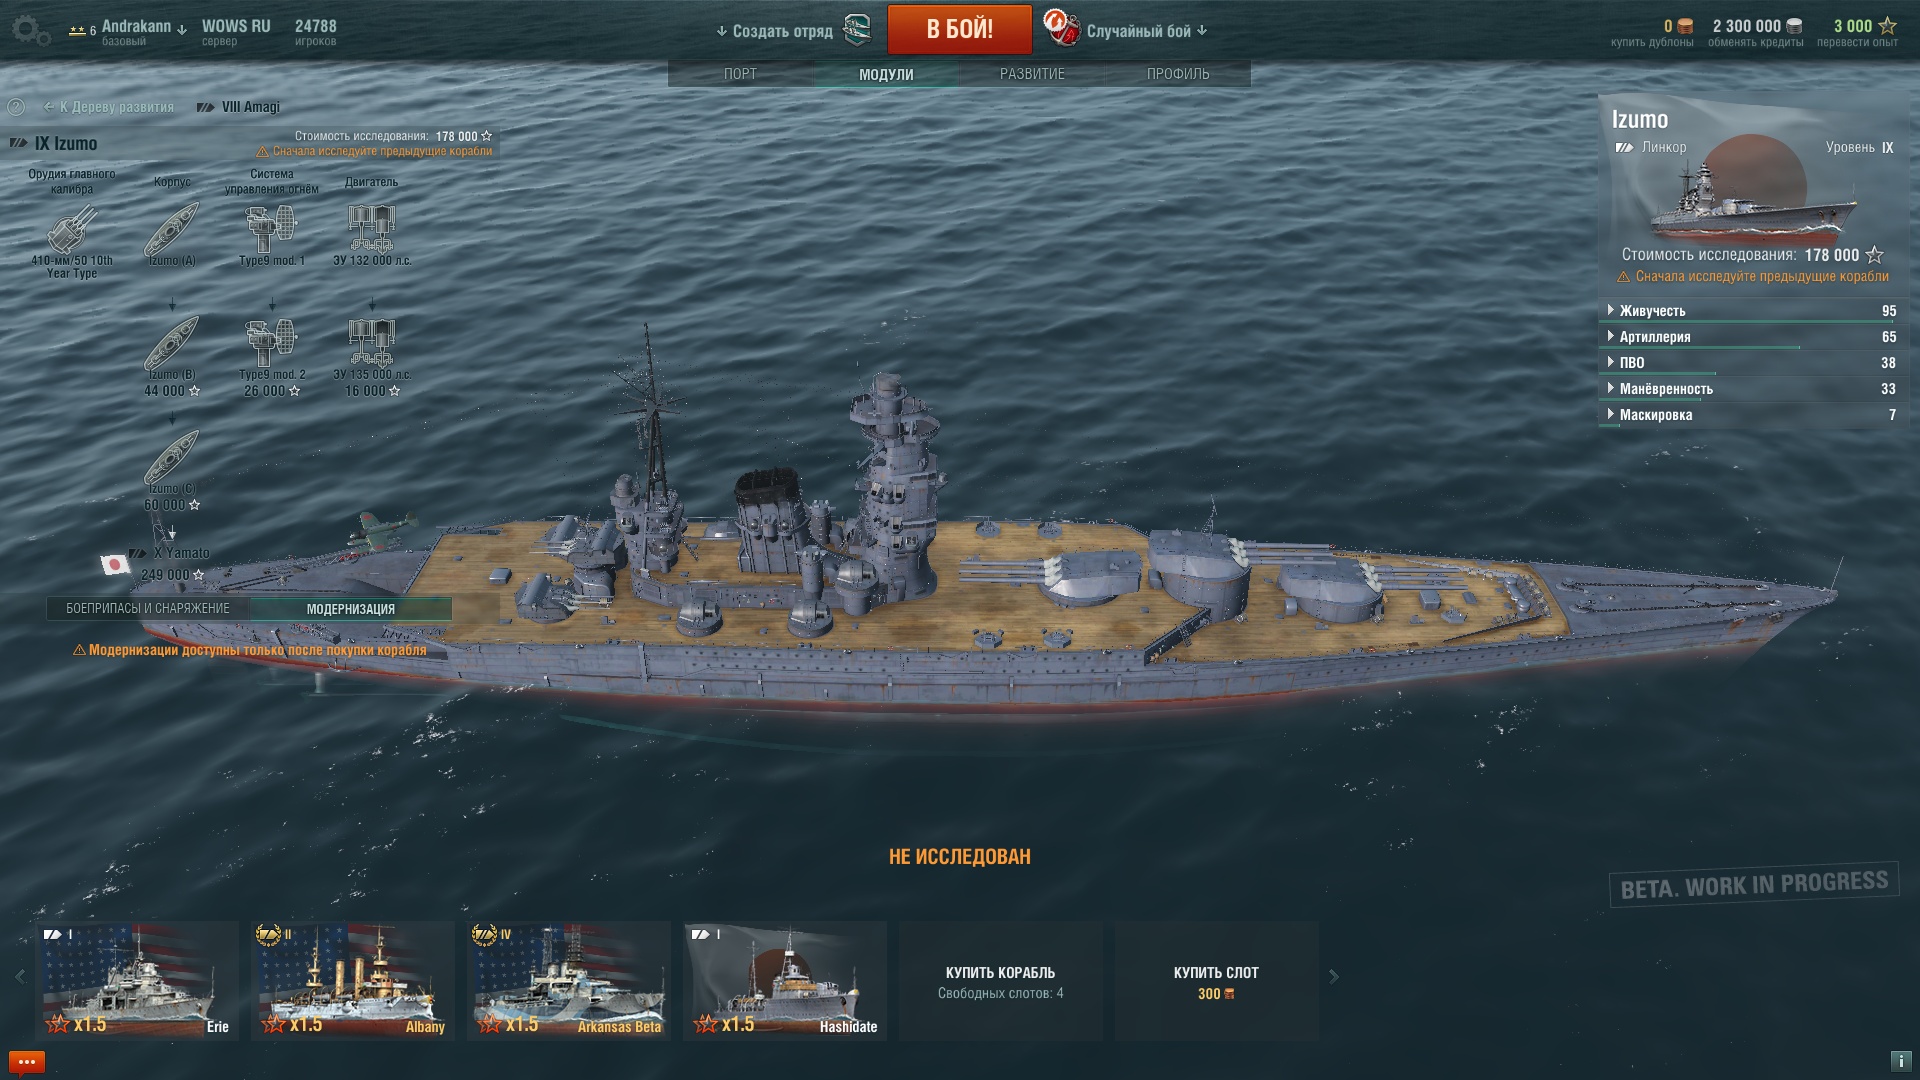 6 Andrakann
базовый
WOWS RU
сервер
24788
игроков
Создать отряд
В БОЙ!
Случайный бой
0
купить дублоны
2 300 000
обменять кредиты
3 000
перевести опыт
ПОРТ
МОДУЛИ
РАЗВИТИЕ
ПРОФИЛЬ
? ← К Дереву развития
VIII Amagi
IX Izumo
Стоимость исследования: 178 000
Сначала исследуйте предыдущие корабли
Орудия главного
калибра
Корпус
Система
управления огнём
Двигатель
410-мм/50 10th
Year Type
Izumo (A)
Type9 mod. 1
ЭУ 132 000 л.с.
Izumo (B)
44 000
Type9 mod. 2
26 000
ЭУ 135 000 л.с.
16 000
Izumo (C)
60 000
X Yamato
249 000
БОЕПРИПАСЫ И СНАРЯЖЕНИЕ
МОДЕРНИЗАЦИЯ
Модернизации доступны только после покупки корабля
Izumo
Линкор
Уровень IX
Стоимость исследования: 178 000
Сначала исследуйте предыдущие корабли
Живучесть 95
Артиллерия 65
ПВО 38
Манёвренность 33
Маскировка 7
НЕ ИССЛЕДОВАН
BETA. WORK IN PROGRESS
I
x1.5
Erie
II
x1.5
Albany
IV
x1.5
Arkansas Beta
I
x1.5
Hashidate
КУПИТЬ КОРАБЛЬ
Свободных слотов: 4
КУПИТЬ СЛОТ
300
i